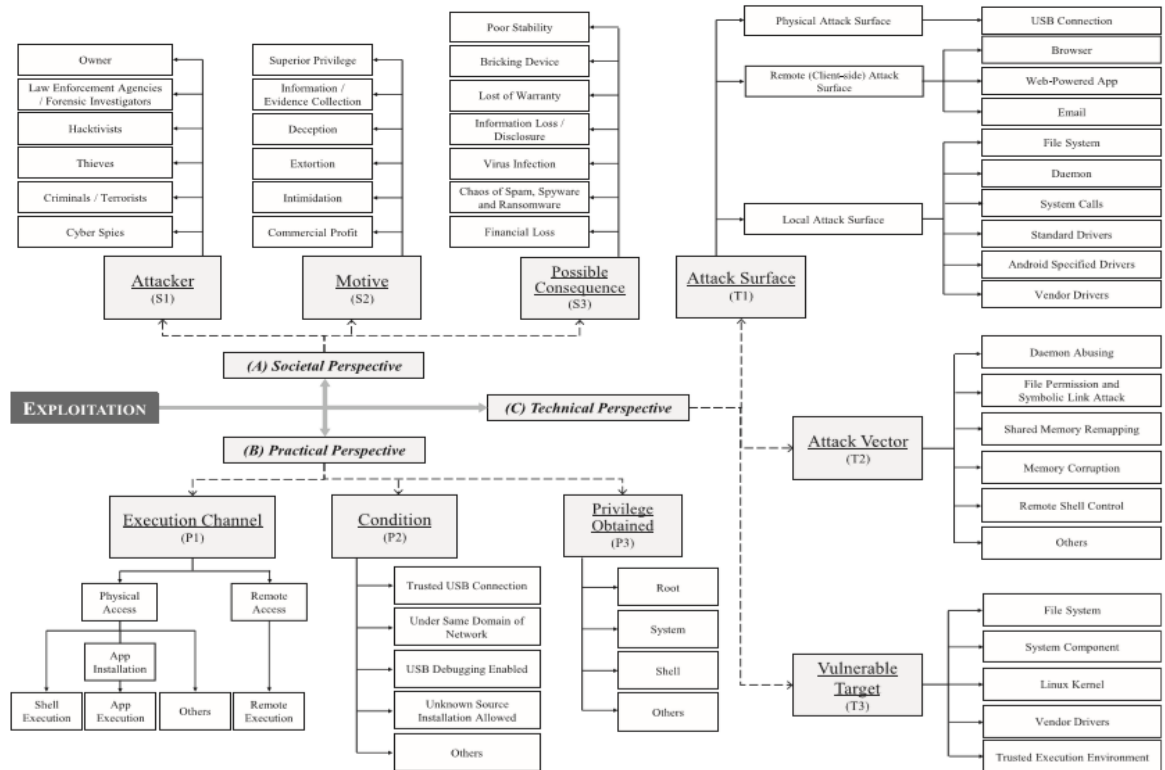 Owner
Law Enforcement Agencies
/ Forensic Investigators
Hacktivists
Thieves
Criminals / Terrorists
Cyber Spies
Attacker
(S1)
Superior Privilege
Information /
Evidence Collection
Deception
Extortion
Intimidation
Commercial Profit
Motive
(S2)
Poor Stability
Bricking Device
Lost of Warranty
Information Loss /
Disclosure
Virus Infection
Chaos of Spam, Spyware
and Ransomware
Financial Loss
Possible
Consequence
(S3)
Physical Attack Surface
USB Connection
Remote (Client-side) Attack
Surface
Browser
Web-Powered App
Email
Local Attack Surface
File System
Daemon
System Calls
Standard Drivers
Android Specified Drivers
Vendor Drivers
Attack Surface
(T1)
(A) Societal Perspective
EXPLOITATION
(C) Technical Perspective
(B) Practical Perspective
Attack Vector
(T2)
Daemon Abusing
File Permission and
Symbolic Link Attack
Shared Memory Remapping
Memory Corruption
Remote Shell Control
Others
Execution Channel
(P1)
Physical
Access
Remote
Access
App
Installation
Shell
Execution
App
Execution
Others
Remote
Execution
Condition
(P2)
Trusted USB Connection
Under Same Domain of
Network
USB Debugging Enabled
Unknown Source
Installation Allowed
Others
Privilege
Obtained
(P3)
Root
System
Shell
Others
Vulnerable
Target
(T3)
File System
System Component
Linux Kernel
Vendor Drivers
Trusted Execution Environment